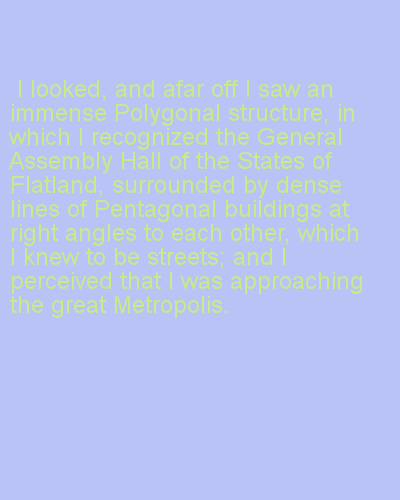 I looked, and afar off I saw an
immense Polygonal structure, in
which I recognized the General
Assembly Hall of the States of
Flatland, surrounded by dense
lines of Pentagonal buildings at
right angles to each other, which
I knew to be streets; and I
perceived that I was approaching
the great Metropolis.